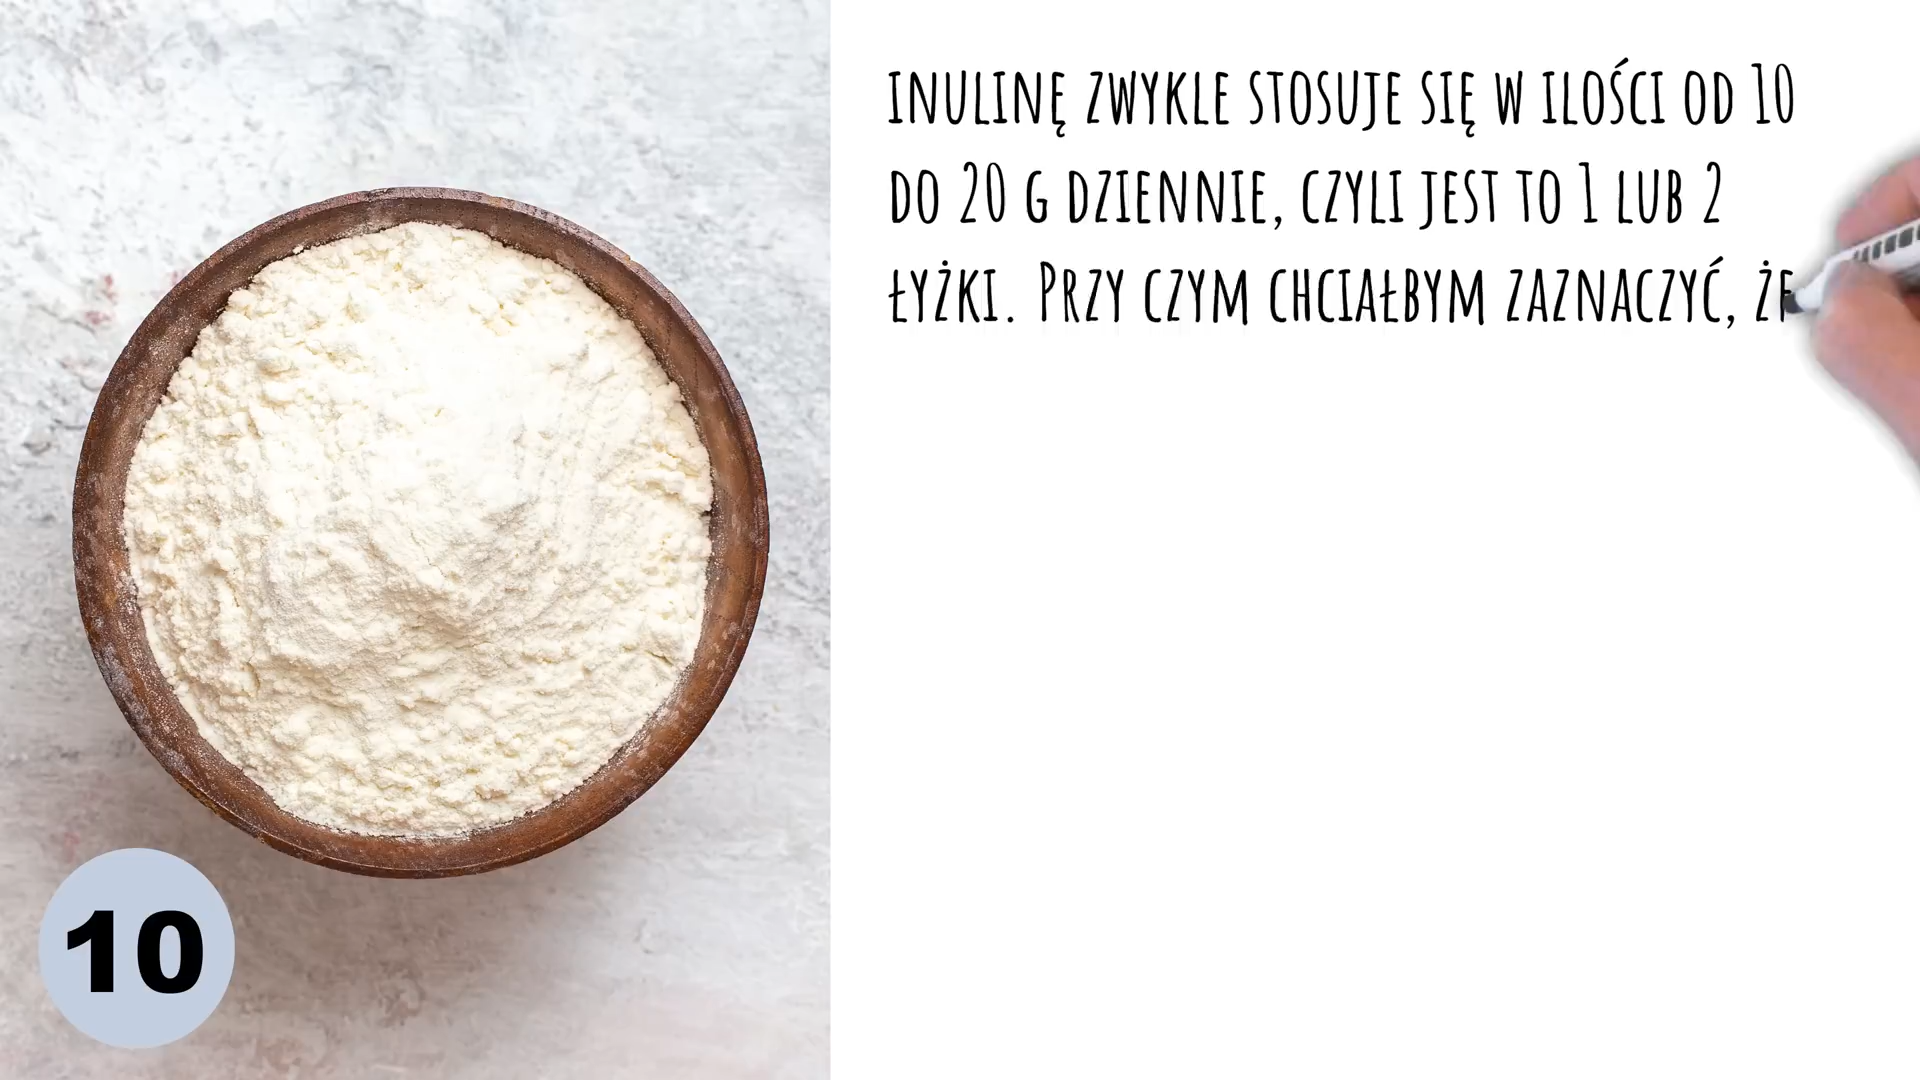 INULINĘ ZWYKLE STOSUJE SIĘ W ILOŚCI OD 10
DO 20 G DZIENNIE, CZYLI JEST TO 1 LUB 2
ŁYŻKI. PRZY CZYM CHCIAŁBYM ZAZNACZYĆ, ŻE
10